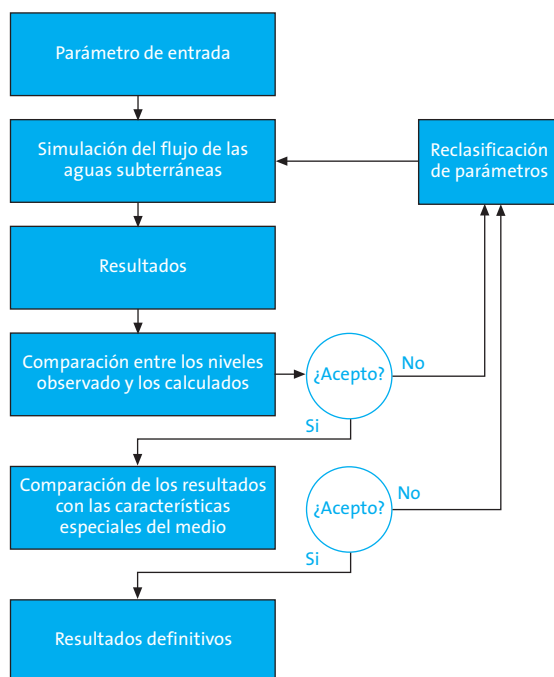 Parámetro de entrada
Simulación del flujo de las
aguas subterráneas
Reclasificación
de parámetros
Resultados
Comparación entre los niveles
observado y los calculados
¿Acepto?
No
Si
Comparación de los resultados
con las características
especiales del medio
¿Acepto?
No
Si
Resultados definitivos